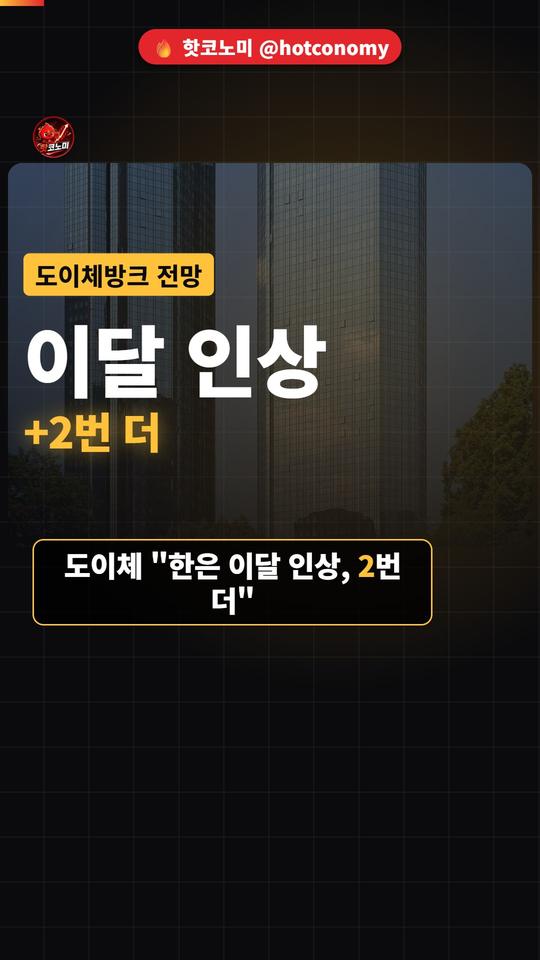 🔥 핫코노미 @hotconomy
핫코노미
도이체방크 전망
이달 인상
+2번 더
도이체 "한은 이달 인상, 2번
더"